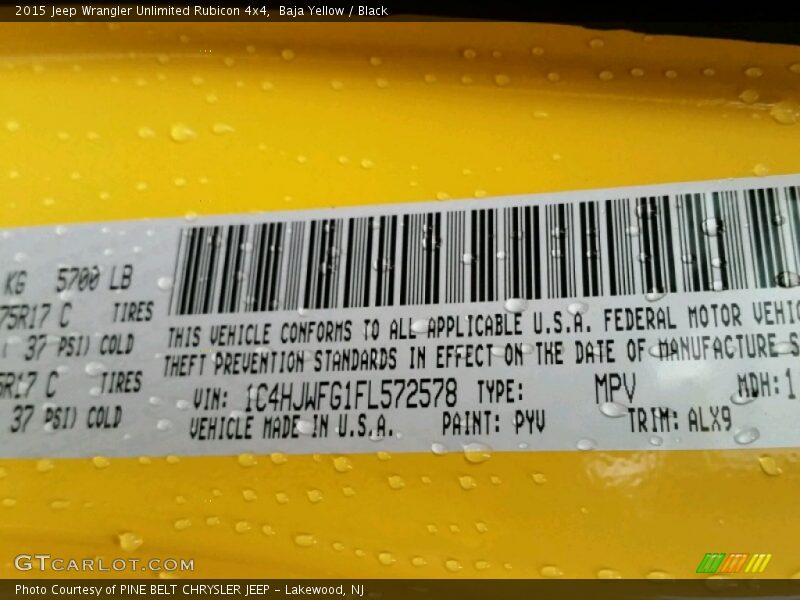 2015 Jeep Wrangler Unlimited Rubicon 4x4,  Baja Yellow / Black
KG 5700 LB
75R17 C TIRES
37 PSI) COLD
5R17 C TIRES
37 PSI) COLD
THIS VEHICLE CONFORMS TO ALL APPLICABLE U.S.A. FEDERAL MOTOR VEHIC
THEFT PREVENTION STANDARDS IN EFFECT ON THE DATE OF MANUFACTURE S
VIN: 1C4HJWFG1FL572578 TYPE: MPV MDH: 1
VEHICLE MADE IN U.S.A. PAINT: PYV TRIM: ALX9
GTCARLOT.COM
Photo Courtesy of PINE BELT CHRYSLER JEEP - Lakewood, NJ